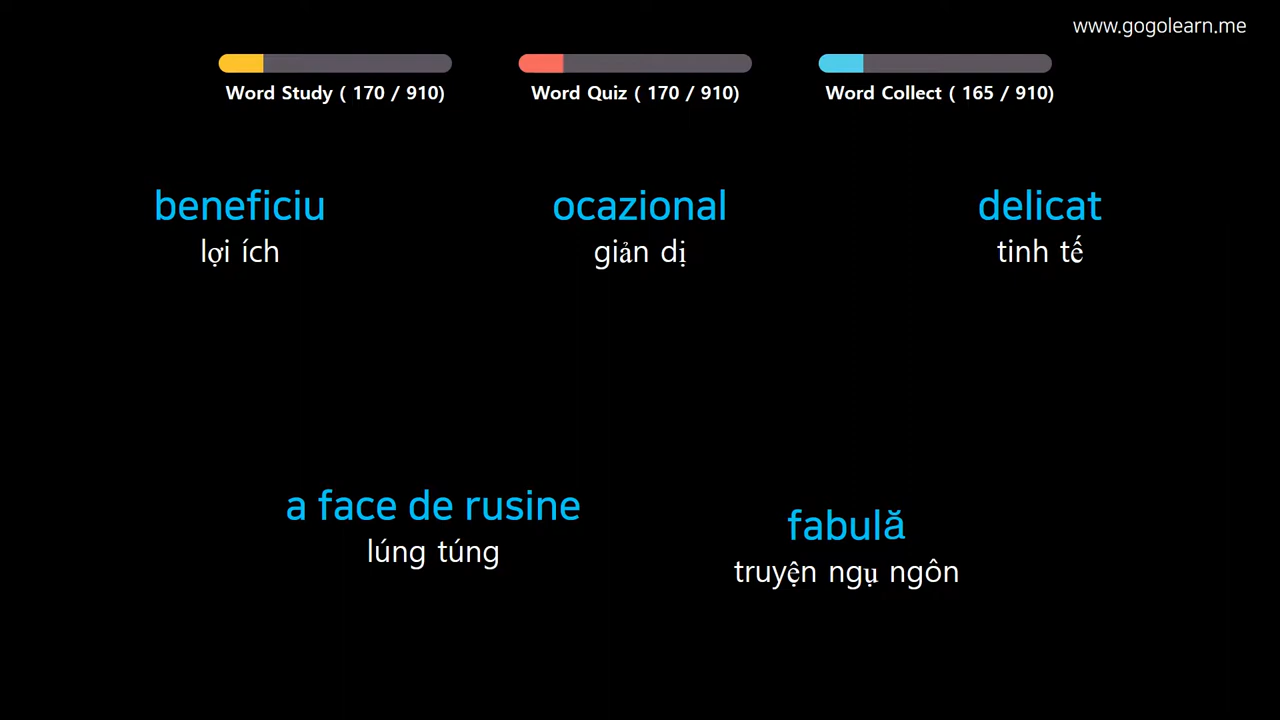 www.gogolearn.me
Word Study ( 170 / 910)
Word Quiz ( 170 / 910)
Word Collect ( 165 / 910)
beneficiu
lợi ích
ocazional
giản dị
delicat
tinh tế
a face de rusine
lúng túng
fabulă
truyện ngụ ngôn